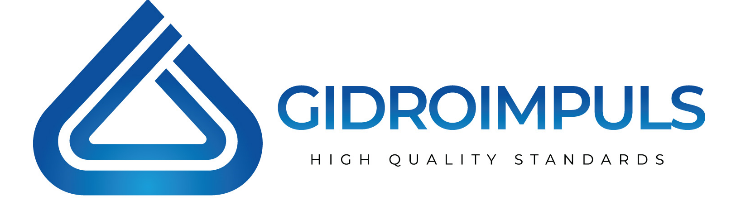 GIDROIMPULS
HIGH QUALITY STANDARDS